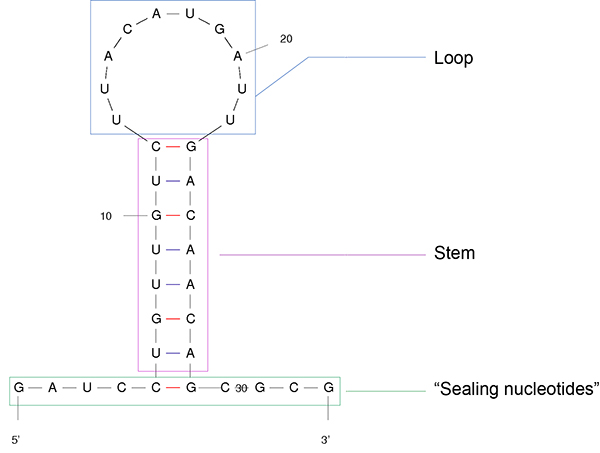 A U
C G
20
A A Loop
U U
U U
C G
U A
10 G C
U A
Stem
U A
G C
U A
G A U C C G C 30 G C G
“Sealing nucleotides”
5' 3'